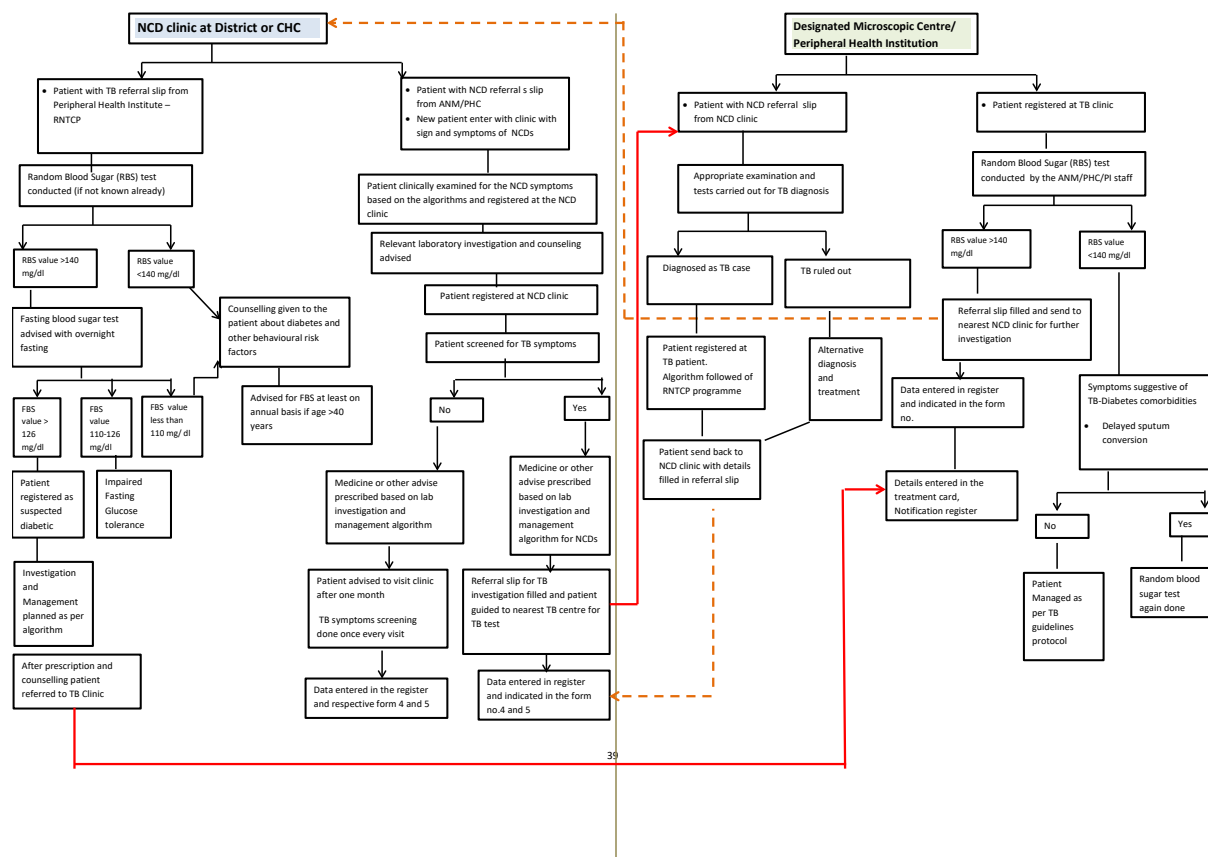 NCD clinic at District or CHC
• Patient with TB referral slip from
Peripheral Health Institute –
RNTCP
Random Blood Sugar (RBS) test
conducted (if not known already)
RBS value >140
mg/dl
RBS value
<140 mg/dl
Fasting blood sugar test
advised with overnight
fasting
Counselling given to the
patient about diabetes and
other behavioural risk
factors
Advised for FBS at least on
annual basis if age >40
years
FBS
value >
126
mg/dl
FBS
value
110-126
mg/dl
FBS value
less than
110 mg/ dl
Patient
registered as
suspected
diabetic
Impaired
Fasting
Glucose
tolerance
Investigation
and
Management
planned as per
algorithm
After prescription and
counselling patient
referred to TB Clinic
• Patient with NCD referral s slip
from ANM/PHC
• New patient enter with clinic with
sign and symptoms of NCDs
Patient clinically examined for the NCD symptoms
based on the algorithms and registered at the NCD
clinic
Relevant laboratory investigation and counseling
advised
Patient registered at NCD clinic
Patient screened for TB symptoms
No
Yes
Medicine or other advise
prescribed based on lab
investigation and
management algorithm
Medicine or other
advise prescribed
based on lab
investigation and
management
algorithm for NCDs
Patient advised to visit clinic
after one month
TB symptoms screening
done once every visit
Referral slip for TB
investigation filled and patient
guided to nearest TB centre for
TB test
Data entered in the register
and respective form 4 and 5
Data entered in register
and indicated in the form
no.4 and 5
Designated Microscopic Centre/
Peripheral Health Institution
• Patient with NCD referral slip
from NCD clinic
Appropriate examination and
tests carried out for TB diagnosis
Diagnosed as TB case
TB ruled out
Patient registered at
TB patient.
Algorithm followed of
RNTCP programme
Alternative
diagnosis
and
treatment
Patient send back to
NCD clinic with details
filled in referral slip
• Patient registered at TB clinic
Random Blood Sugar (RBS) test
conducted by the ANM/PHC/PI staff
RBS value >140
mg/dl
RBS value
<140 mg/dl
Referral slip filled and send to
nearest NCD clinic for further
investigation
Data entered in register
and indicated in the form
no.
Details entered in the
treatment card,
Notification register
Symptoms suggestive of
TB-Diabetes comorbidities
• Delayed sputum
conversion
No
Yes
Patient
Managed as
per TB
guidelines
protocol
Random blood
sugar test
again done
39